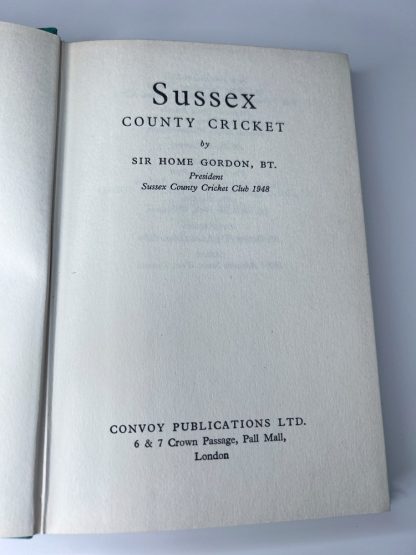 Sussex
COUNTY CRICKET
by
SIR HOME GORDON, BT.
President
Sussex County Cricket Club 1948
CONVOY PUBLICATIONS LTD.
6 & 7 Crown Passage, Pall Mall,
London